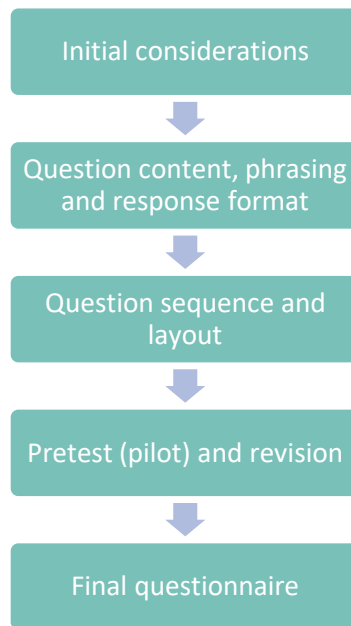 Initial considerations
Question content, phrasing
and response format
Question sequence and
layout
Pretest (pilot) and revision
Final questionnaire